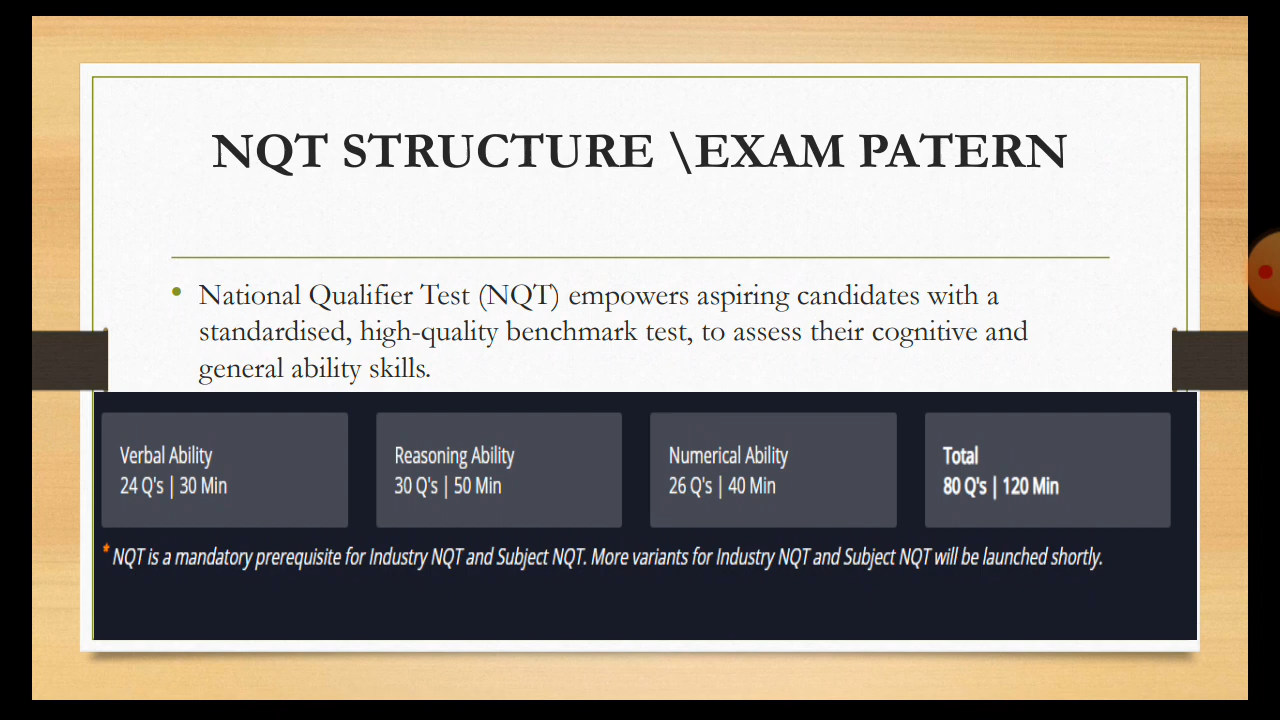 NQT STRUCTURE \EXAM PATERN
• National Qualifier Test (NQT) empowers aspiring candidates with a
standardised, high-quality benchmark test, to assess their cognitive and
general ability skills.
Verbal Ability
24 Q's | 30 Min
Reasoning Ability
30 Q's | 50 Min
Numerical Ability
26 Q's | 40 Min
Total
80 Q's | 120 Min
* NQT is a mandatory prerequisite for Industry NQT and Subject NQT. More variants for Industry NQT and Subject NQT will be launched shortly.